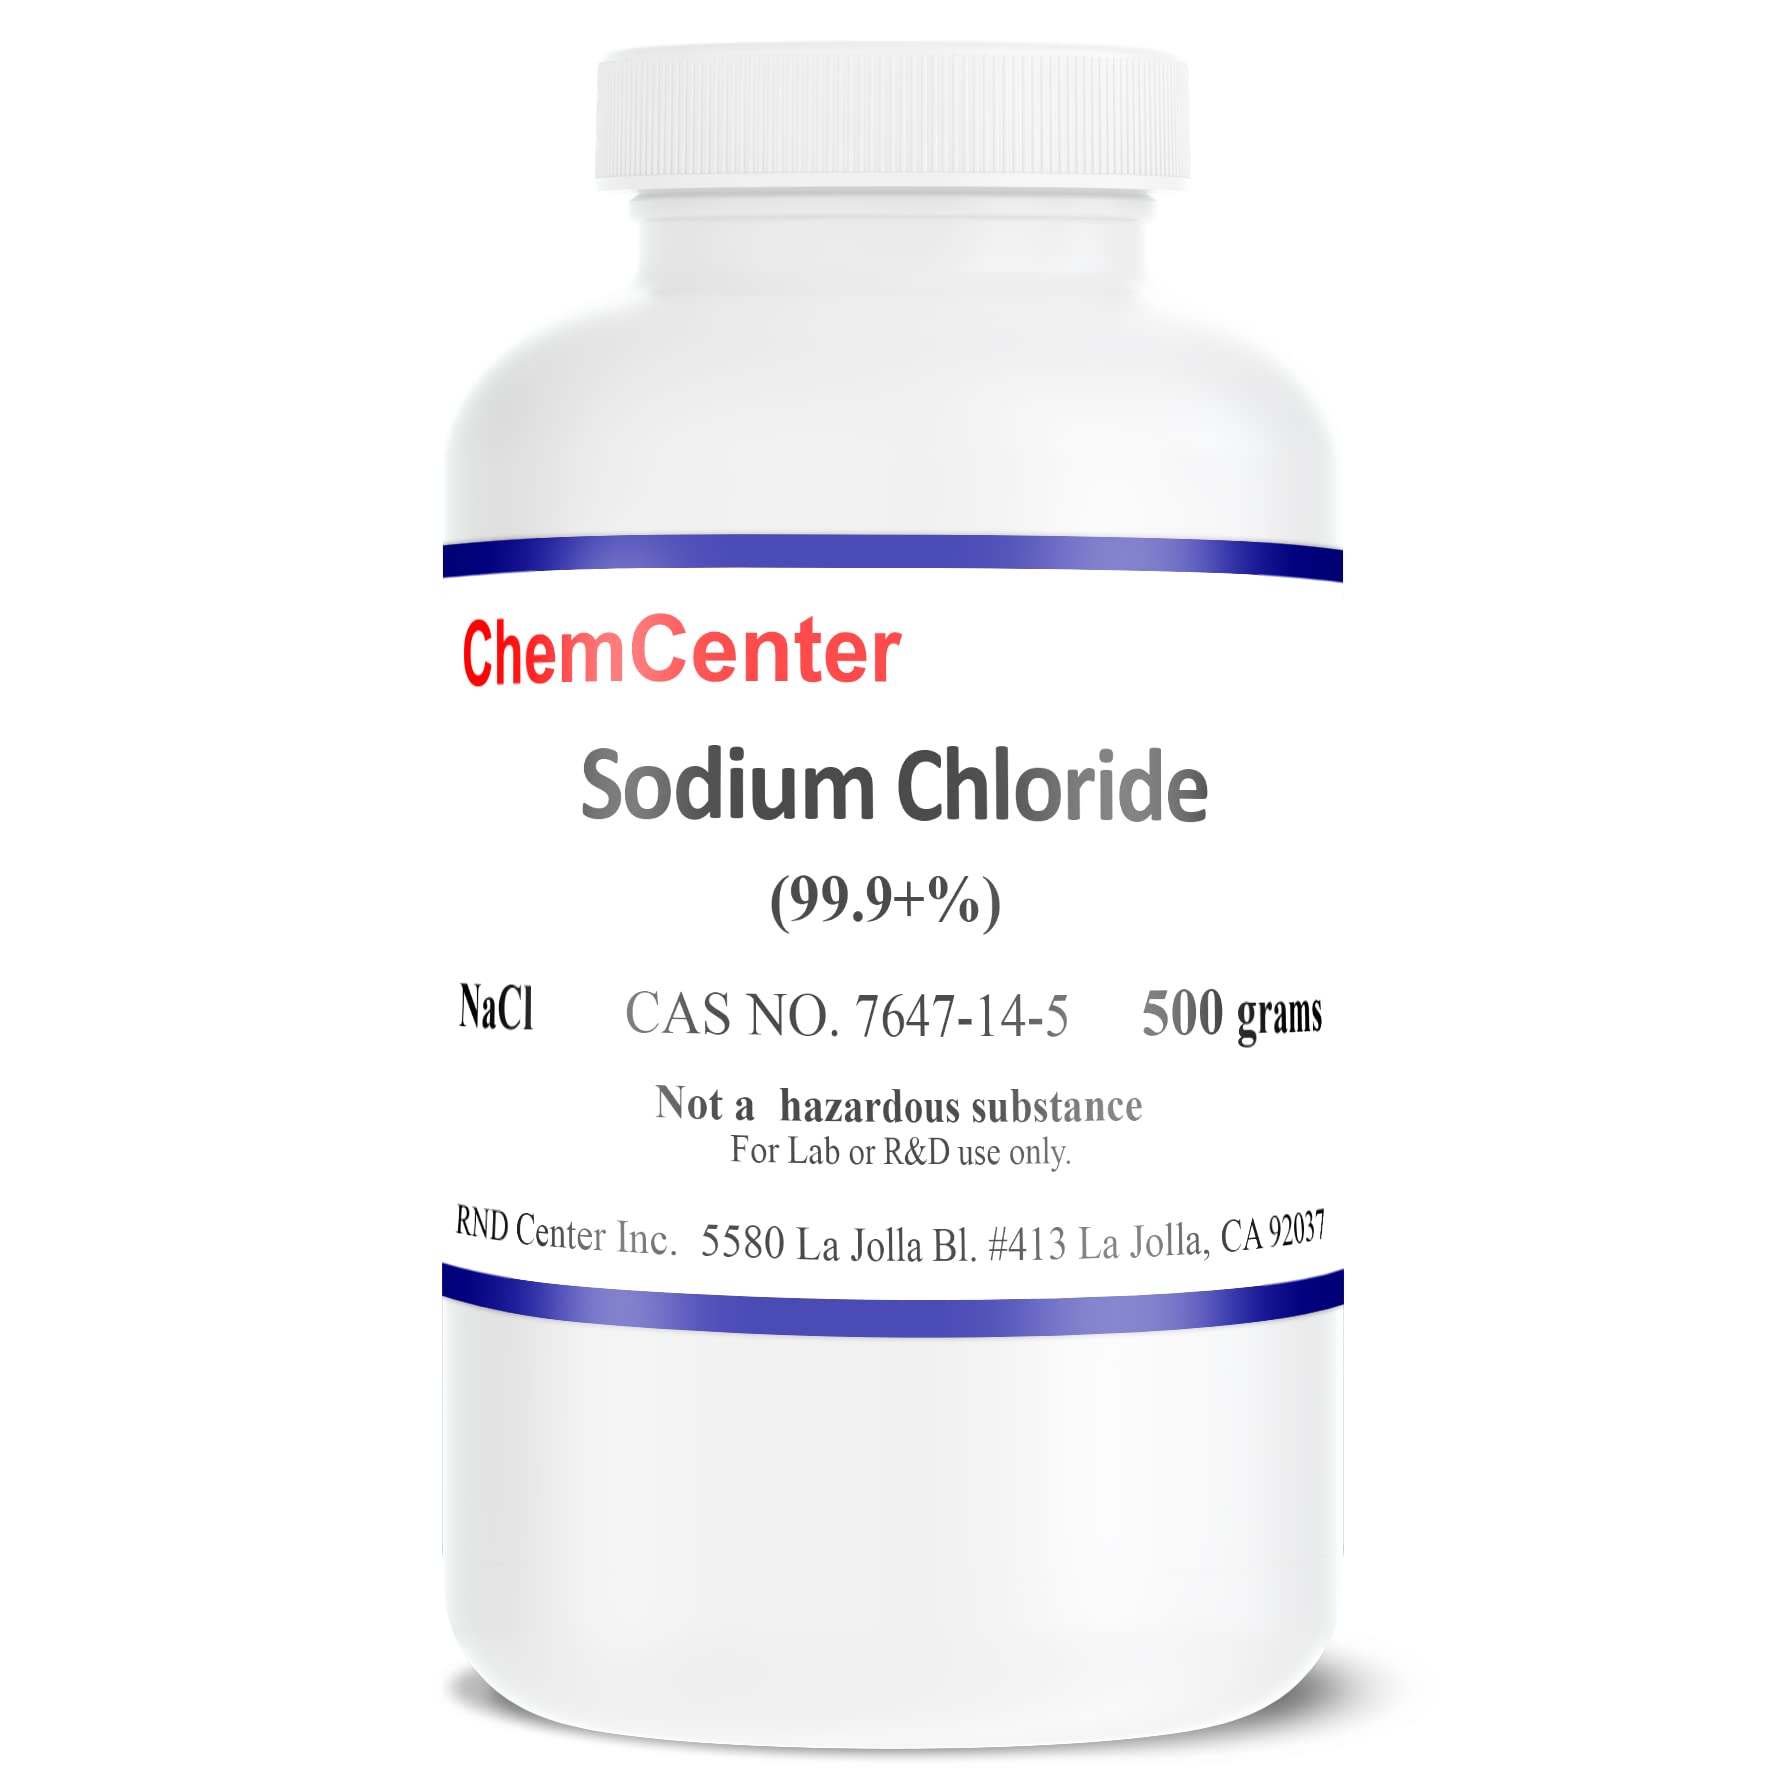 ChemCenter
Sodium Chloride
(99.9+%)
NaCl CAS NO. 7647-14-5 500 grams
Not a hazardous substance
For Lab or R&D use only.
RND Center Inc. 5580 La Jolla Bl. #413 La Jolla, CA 92037